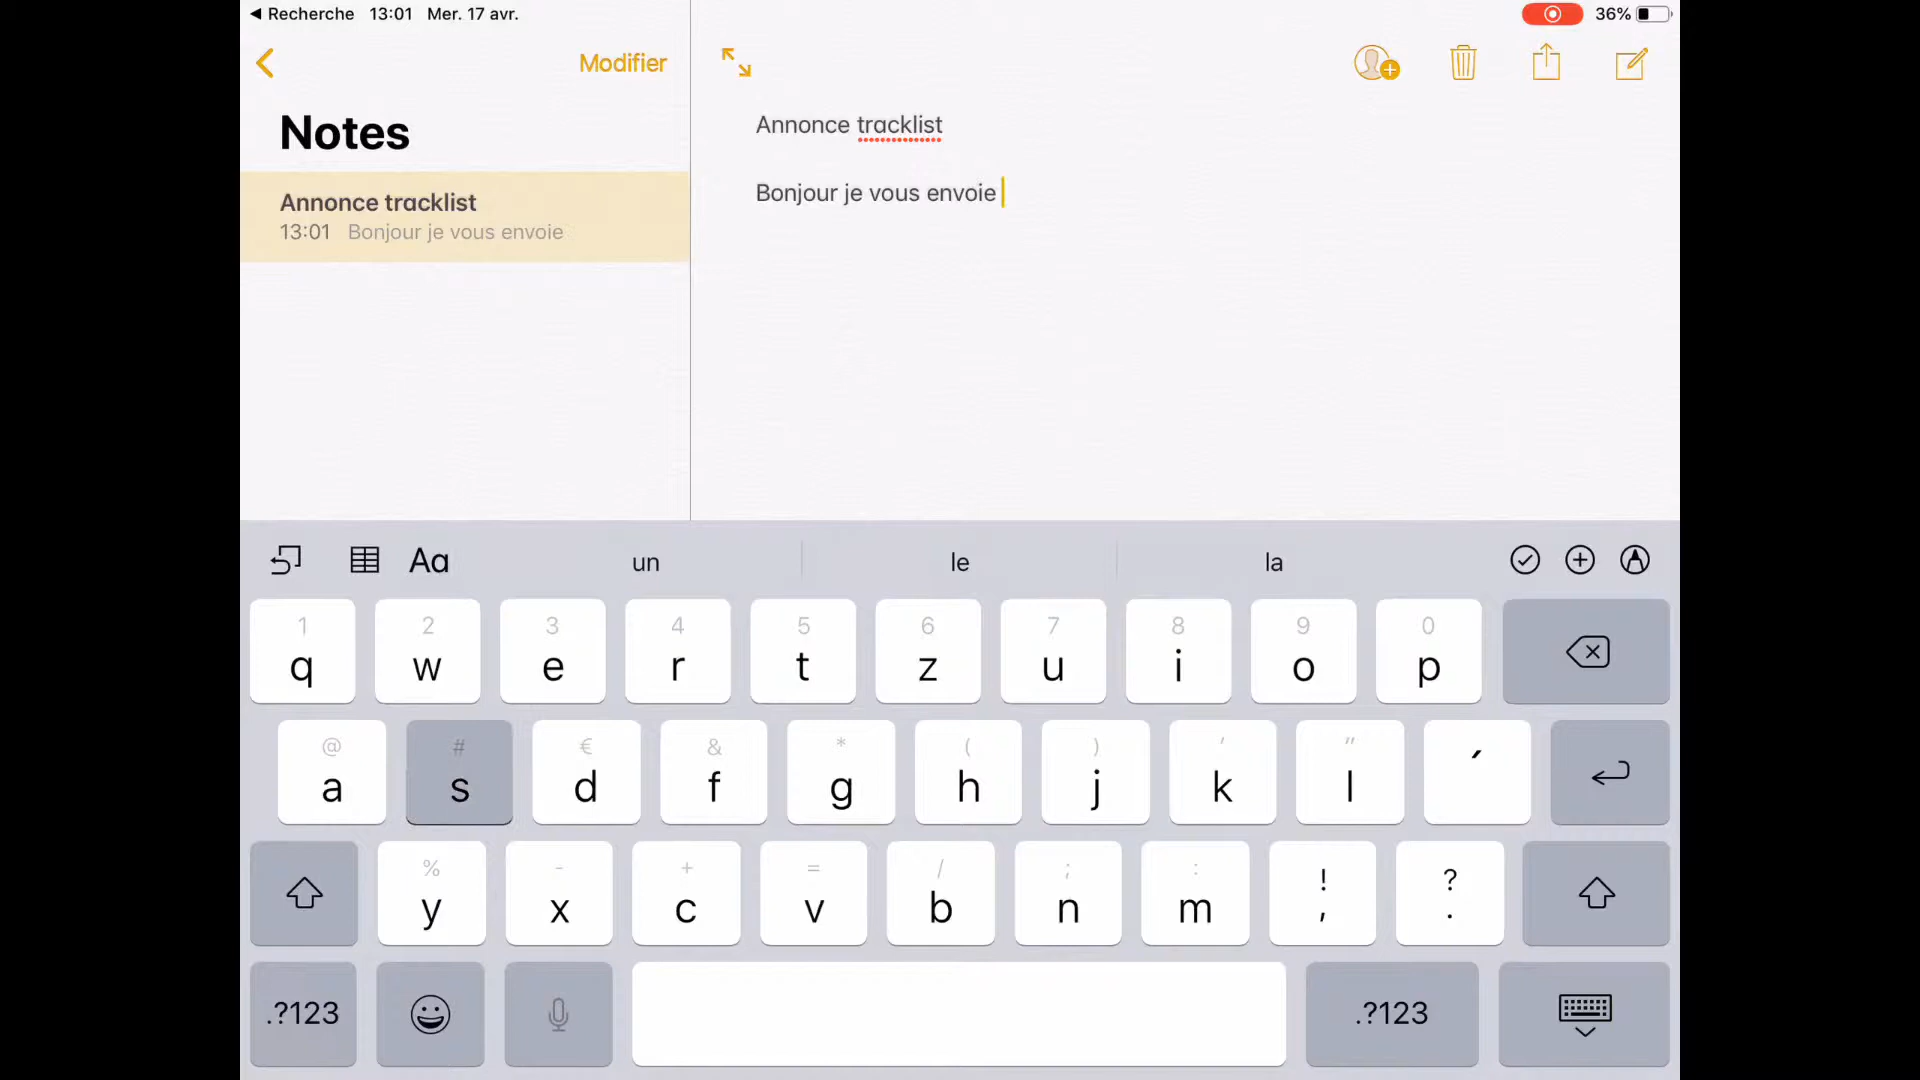 Recherche 13:01 Mer. 17 avr. 36%
Modifier
Notes
Annonce tracklist
13:01 Bonjour je vous envoie
Annonce tracklist
Bonjour je vous envoie
Aa un le la
1 2 3 4 5 6 7 8 9 0
q w e r t z u i o p
@ # € & * ( ) ' "
a s d f g h j k l ´
% - + = / ; : ! ?
y x c v b n m , .
.?123 .?123